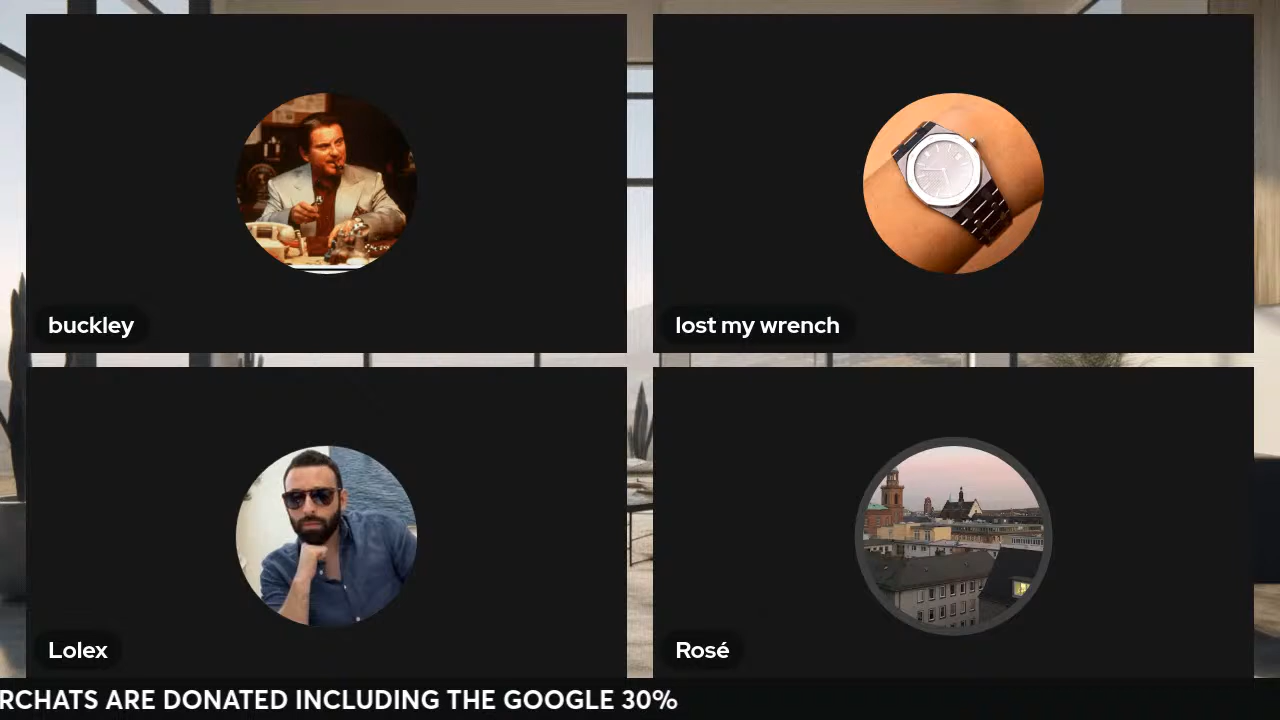 buckley
lost my wrench
Lolex
Rosé
RCHATS ARE DONATED INCLUDING THE GOOGLE 30%